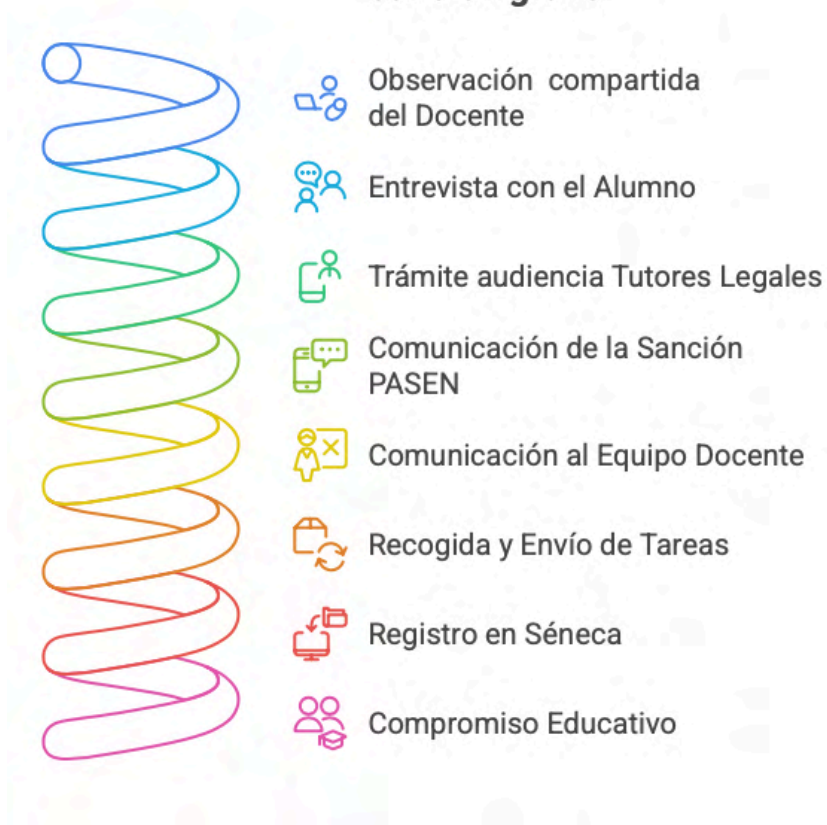 Observación compartida
del Docente
Entrevista con el Alumno
Trámite audiencia Tutores Legales
Comunicación de la Sanción
PASEN
Comunicación al Equipo Docente
Recogida y Envío de Tareas
Registro en Séneca
Compromiso Educativo